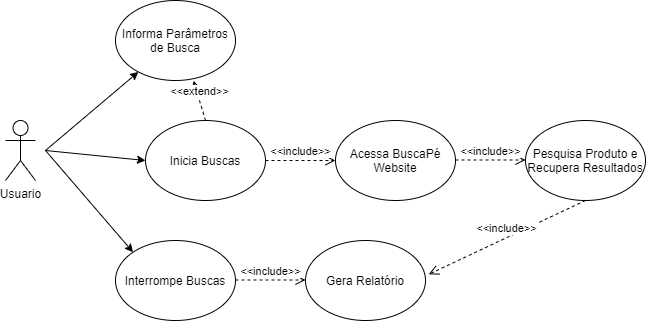 Informa Parâmetros
de Busca
<<extend>>
Usuario
Inicia Buscas
<<include>>
Acessa BuscaPé
Website
<<include>>
Pesquisa Produto e
Recupera Resultados
<<include>>
Interrompe Buscas
<<include>>
Gera Relatório